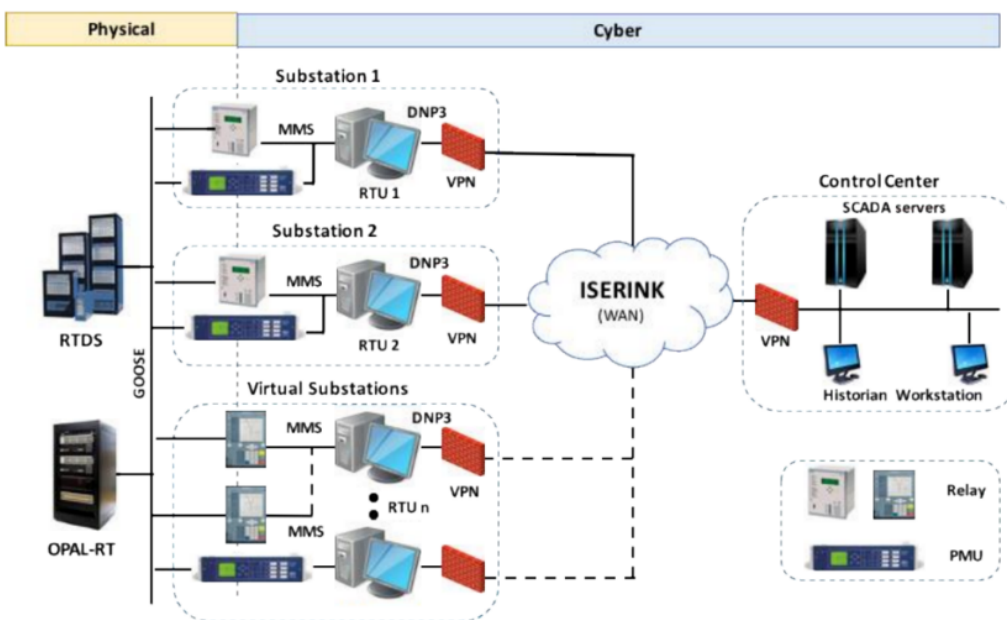 Physical
Cyber
Substation 1
MMS
DNP3
RTU 1
VPN
Substation 2
MMS
DNP3
RTU 2
VPN
RTDS
GOOSE
OPAL-RT
Virtual Substations
MMS
DNP3
VPN
RTU n
MMS
ISERINK
(WAN)
Control Center
SCADA servers
VPN
Historian
Workstation
Relay
PMU